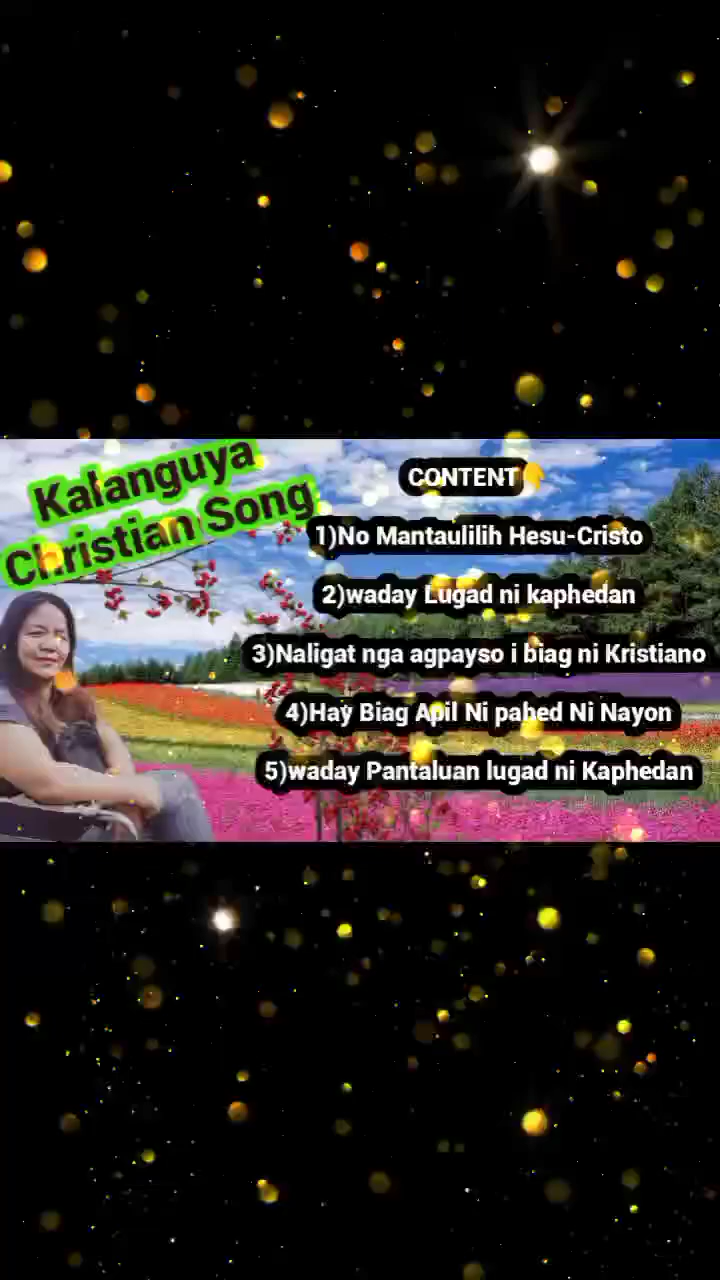 Kalanguya
Christian Song
CONTENT
1)No Mantaulilih Hesu-Cristo
2)waday Lugad ni kaphedan
3)Naligat nga agpayso i biag ni Kristiano
4)Hay Biag Apil Ni pahed Ni Nayon
5)waday Pantaluan lugad ni Kaphedan